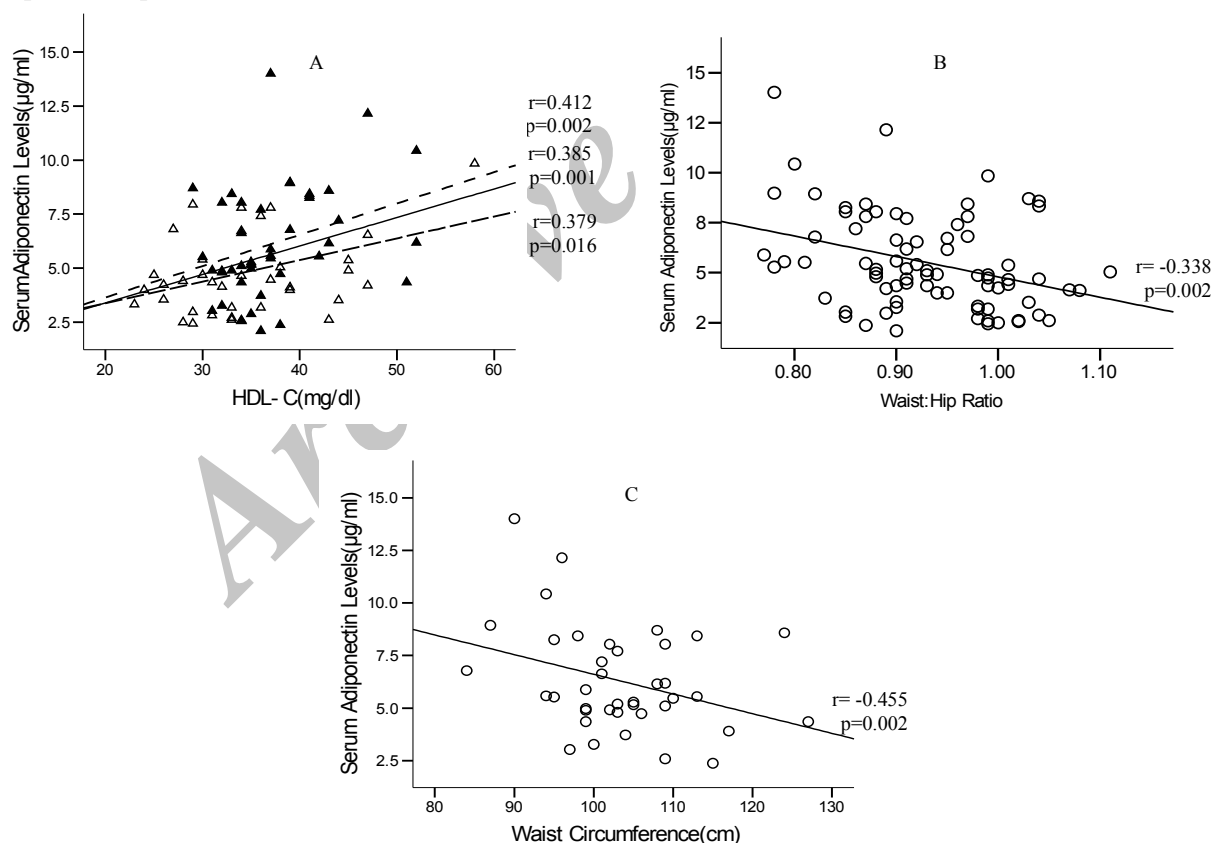 A
SerumAdiponectin Levels(µg/ml)
15.0
12.5
10.0
7.5
5.0
2.5
20
30
40
50
60
HDL- C(mg/dl)
r=0.412
p=0.002
r=0.385
p=0.001
r=0.379
p=0.016
B
Serum Adiponectin Levels(µg/ml)
15
12
10
8
5
2
0.80
0.90
1.00
1.10
Waist:Hip Ratio
r= -0.338
p=0.002
C
Serum Adiponectin Levels(µg/ml)
15.0
12.5
10.0
7.5
5.0
2.5
80
90
100
110
120
130
Waist Circumference(cm)
r= -0.455
p=0.002